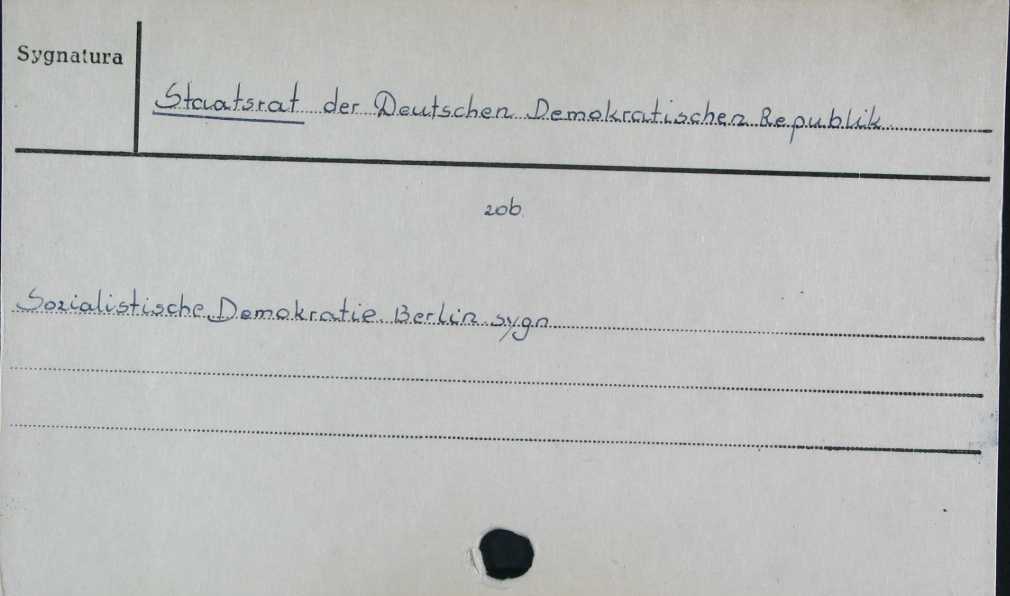 Sygnatura
Staatsrat der Deutschen Demokratischen Republik
zob
Sozialistische Demokratie. Berlin sygn